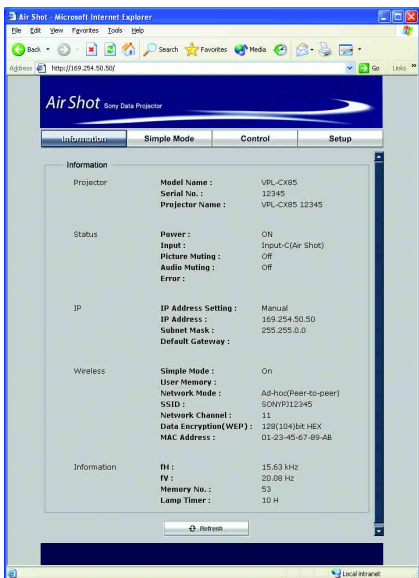 Air Shot - Microsoft Internet Explorer
File Edit View Favorites Tools Help
Back Search Favorites Media
Address http://169.254.50.50/ Go Links »
Air Shot Sony Data Projector
Information Simple Mode Control Setup
Information
Projector Model Name : VPL-CX85
Serial No. : 12345
Projector Name : VPL-CX85 12345
Status Power : ON
Input : Input-C(Air Shot)
Picture Muting : Off
Audio Muting : Off
Error :
IP IP Address Setting : Manual
IP Address : 169.254.50.50
Subnet Mask : 255.255.0.0
Default Gateway :
Wireless Simple Mode : On
User Memory :
Network Mode : Ad-hoc(Peer-to-peer)
SSID : SONYPJ12345
Network Channel : 11
Data Encryption(WEP) : 128(104)bit HEX
MAC Address : 01-23-45-67-89-AB
Information fH : 15.63 kHz
fV : 20.08 Hz
Memory No. : 53
Lamp Timer : 10 H
Refresh
Local intranet